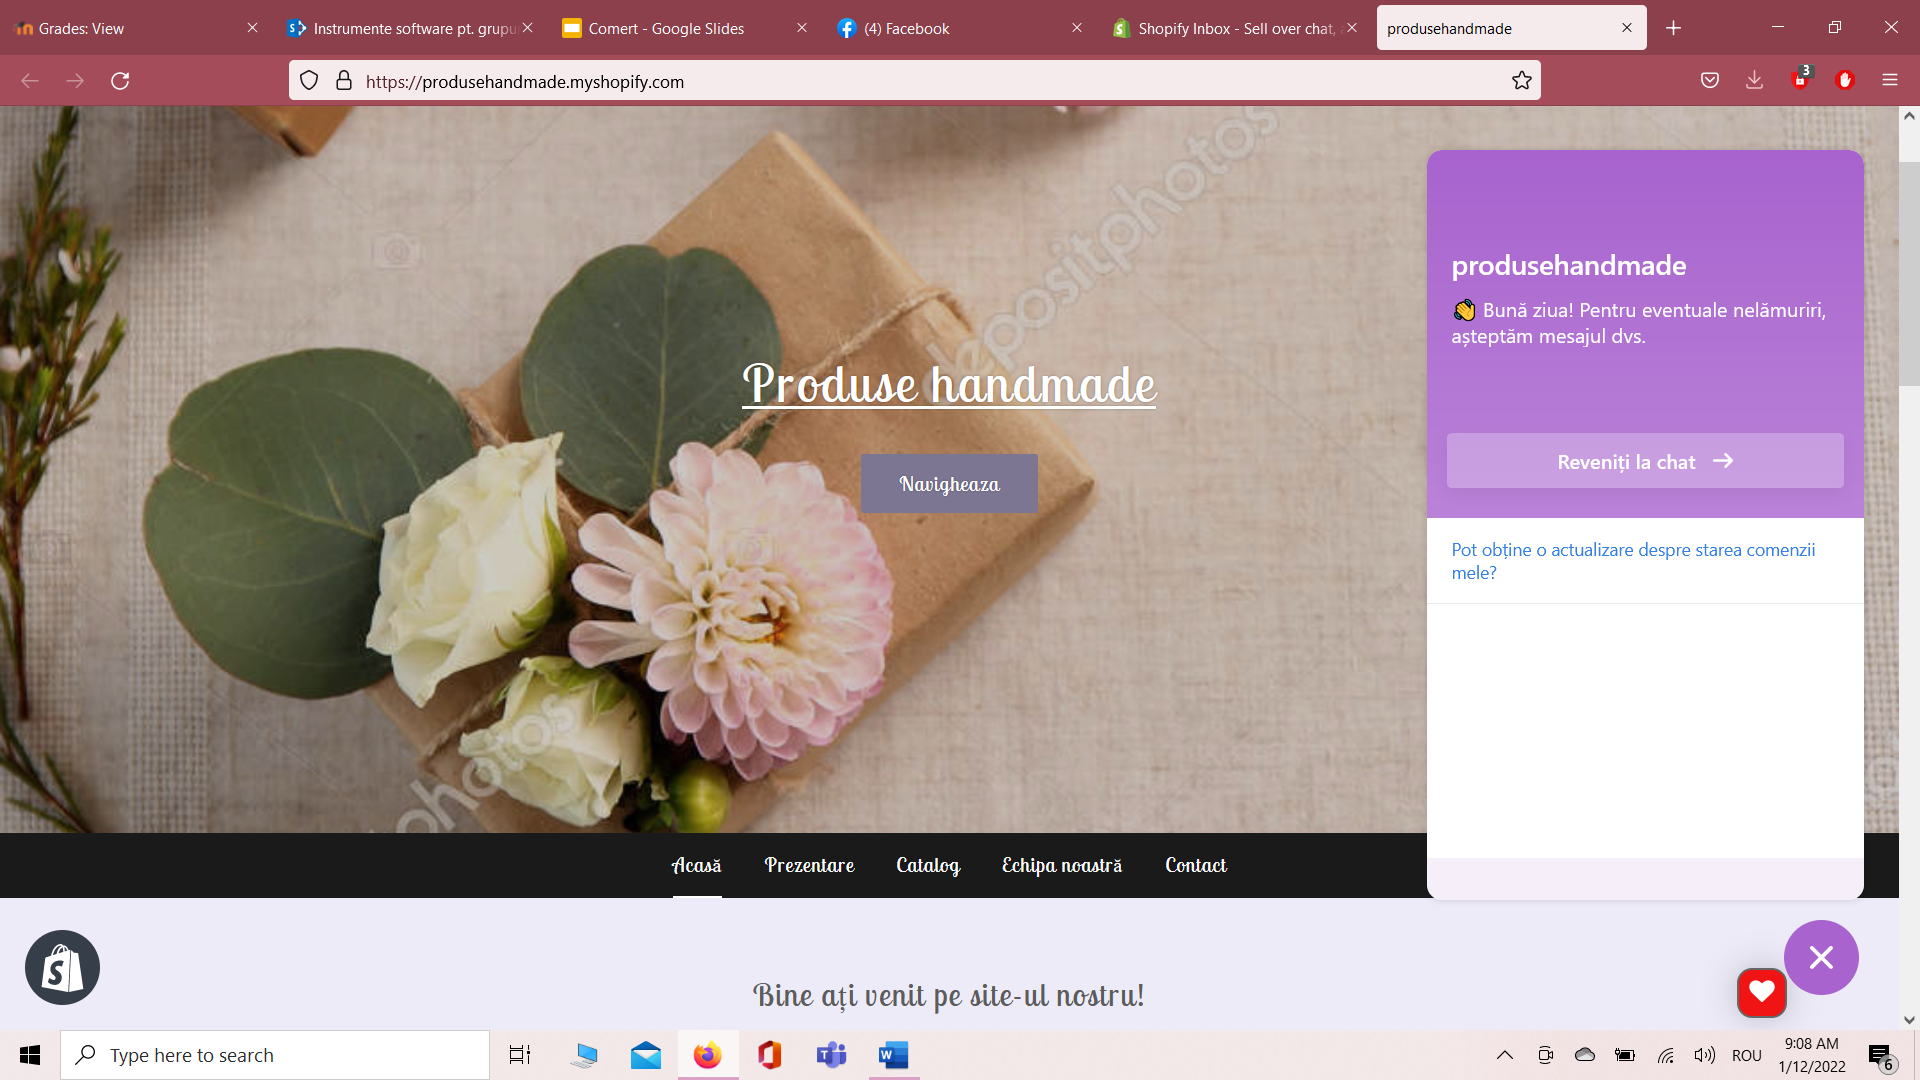 Grades: View
Instrumente software pt. grupu
Comert - Google Slides
(4) Facebook
Shopify Inbox - Sell over chat,
produsehandmade
https://produsehandmade.myshopify.com
3
depositphotos
produsehandmade
👋 Bună ziua! Pentru eventuale nelămuriri,
așteptăm mesajul dvs.
Produse handmade
Navigheaza
Reveniți la chat →
Pot obține o actualizare despre starea comenzii
mele?
Acasă
Prezentare
Catalog
Echipa noastră
Contact
Bine ați venit pe site-ul nostru!
Type here to search
ROU
9:08 AM
1/12/2022
6